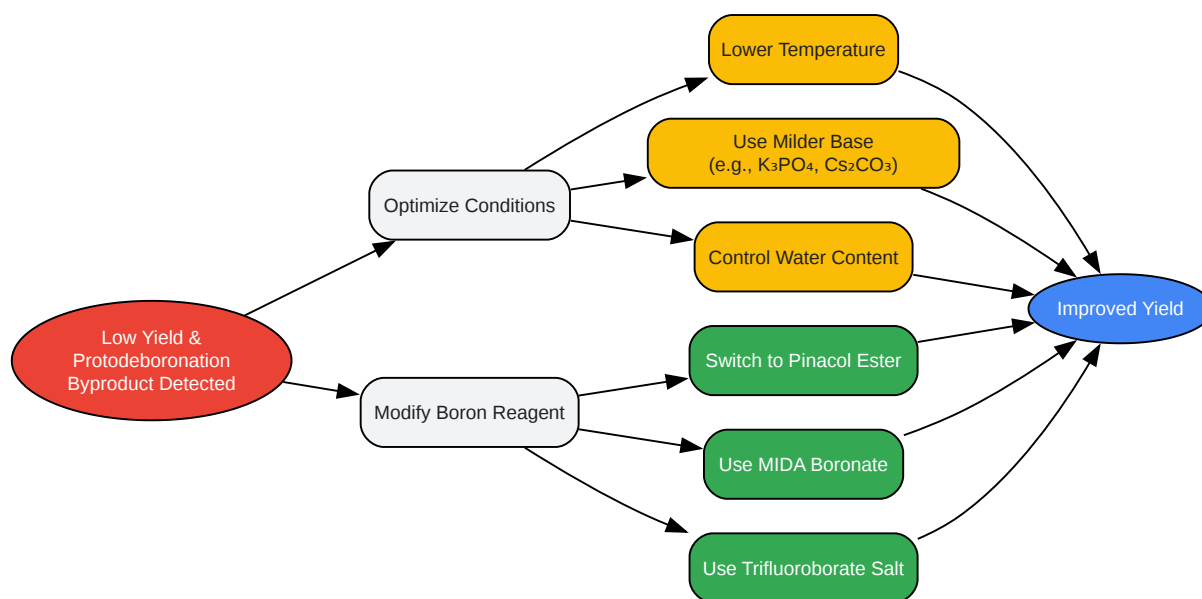 Low Yield &
Protodeboronation
Byproduct Detected
Optimize Conditions
Modify Boron Reagent
Lower Temperature
Use Milder Base
(e.g., K₃PO₄, Cs₂CO₃)
Control Water Content
Switch to Pinacol Ester
Use MIDA Boronate
Use Trifluoroborate Salt
Improved Yield